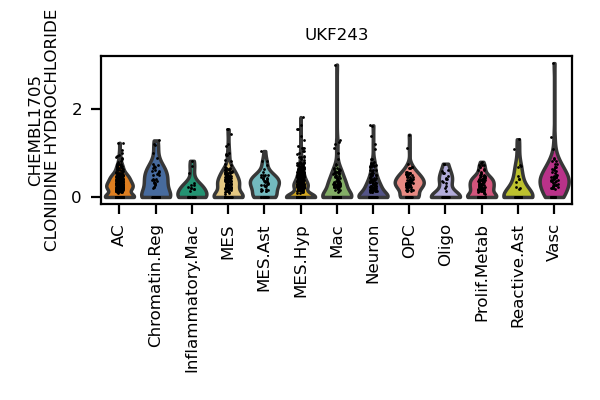 UKF243
CHEMBL1705
CLONIDINE HYDROCHLORIDE
2
0
AC
Chromatin.Reg
Inflammatory.Mac
MES
MES.Ast
MES.Hyp
Mac
Neuron
OPC
Oligo
Prolif.Metab
Reactive.Ast
Vasc